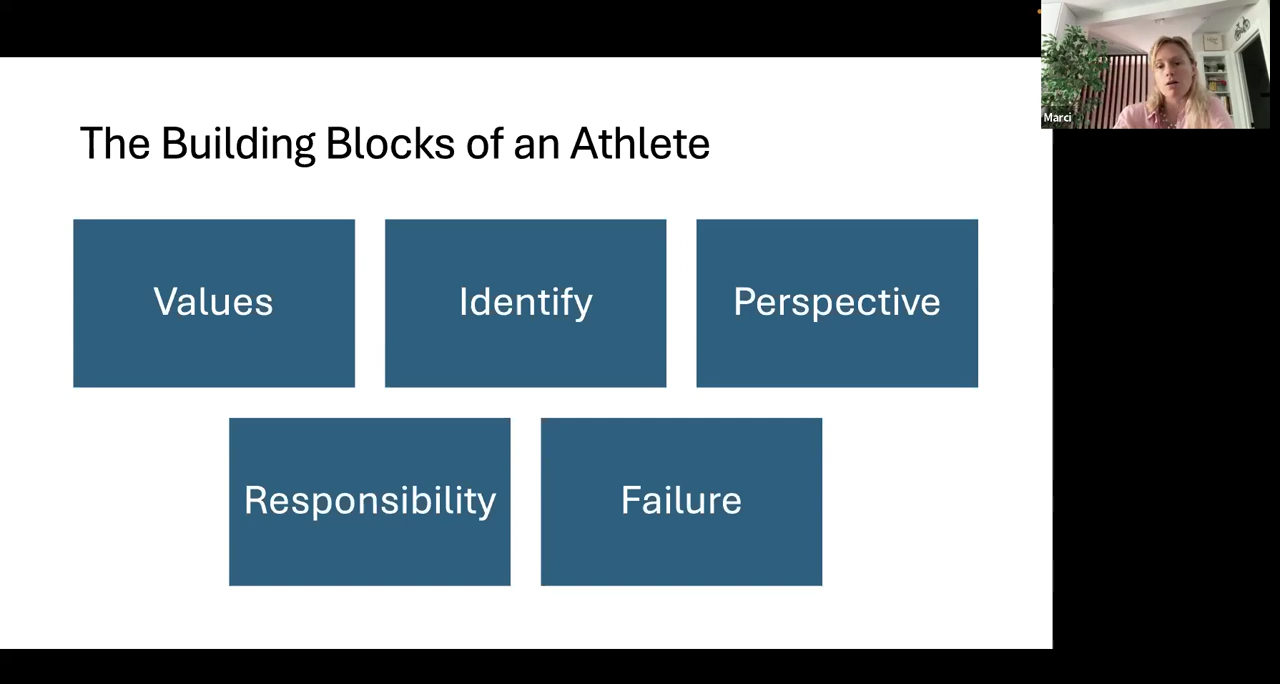 The Building Blocks of an Athlete
Values
Identify
Perspective
Responsibility
Failure
Marci